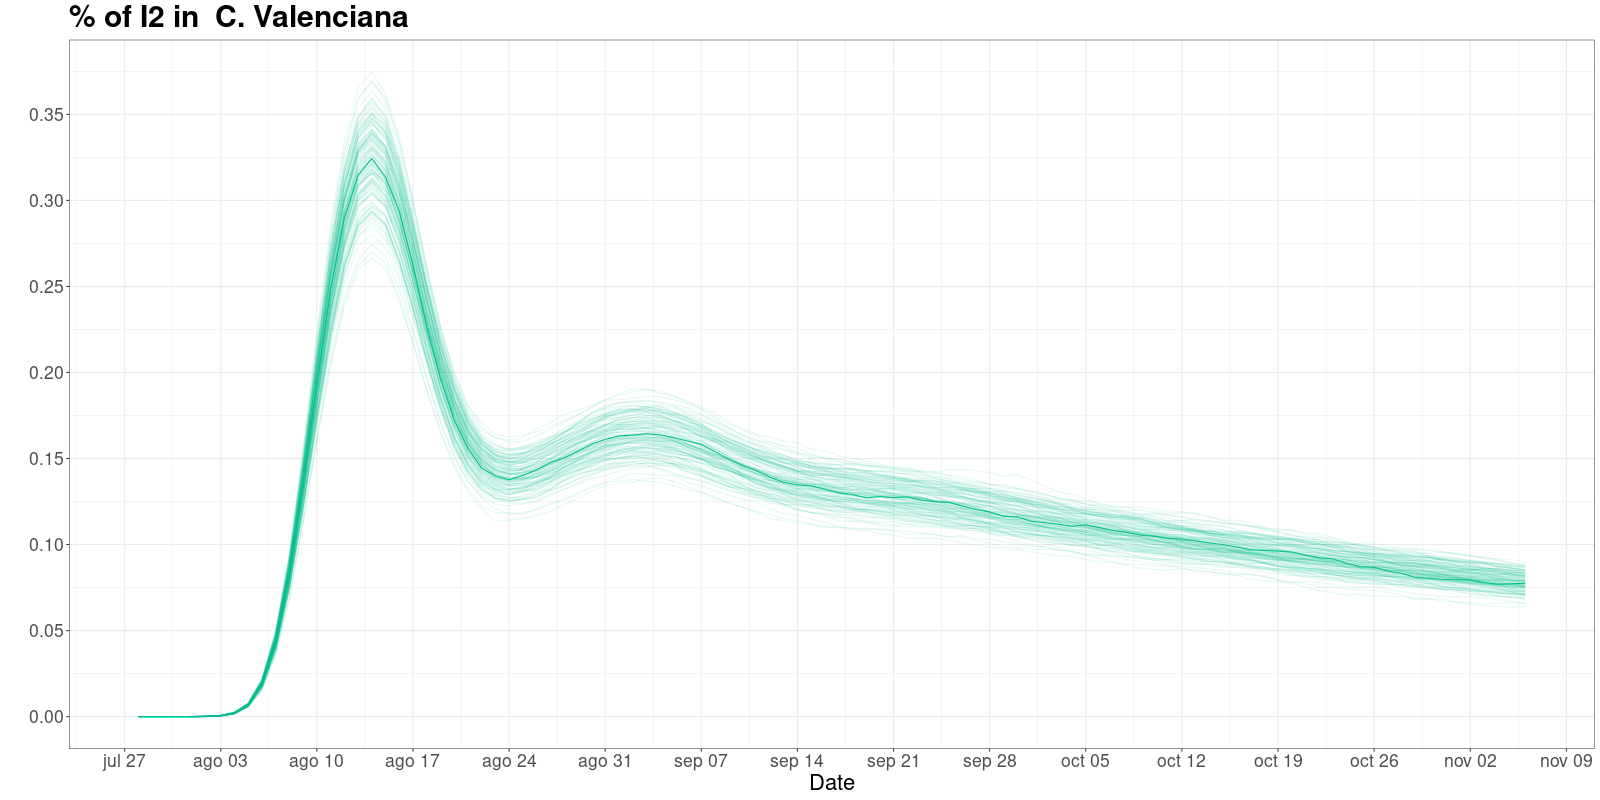 % of I2 in  C. Valenciana
0.35
0.30
0.25
0.20
0.15
0.10
0.05
0.00
jul 27 ago 03 ago 10 ago 17 ago 24 ago 31 sep 07 sep 14 sep 21 sep 28 oct 05 oct 12 oct 19 oct 26 nov 02 nov 09
Date